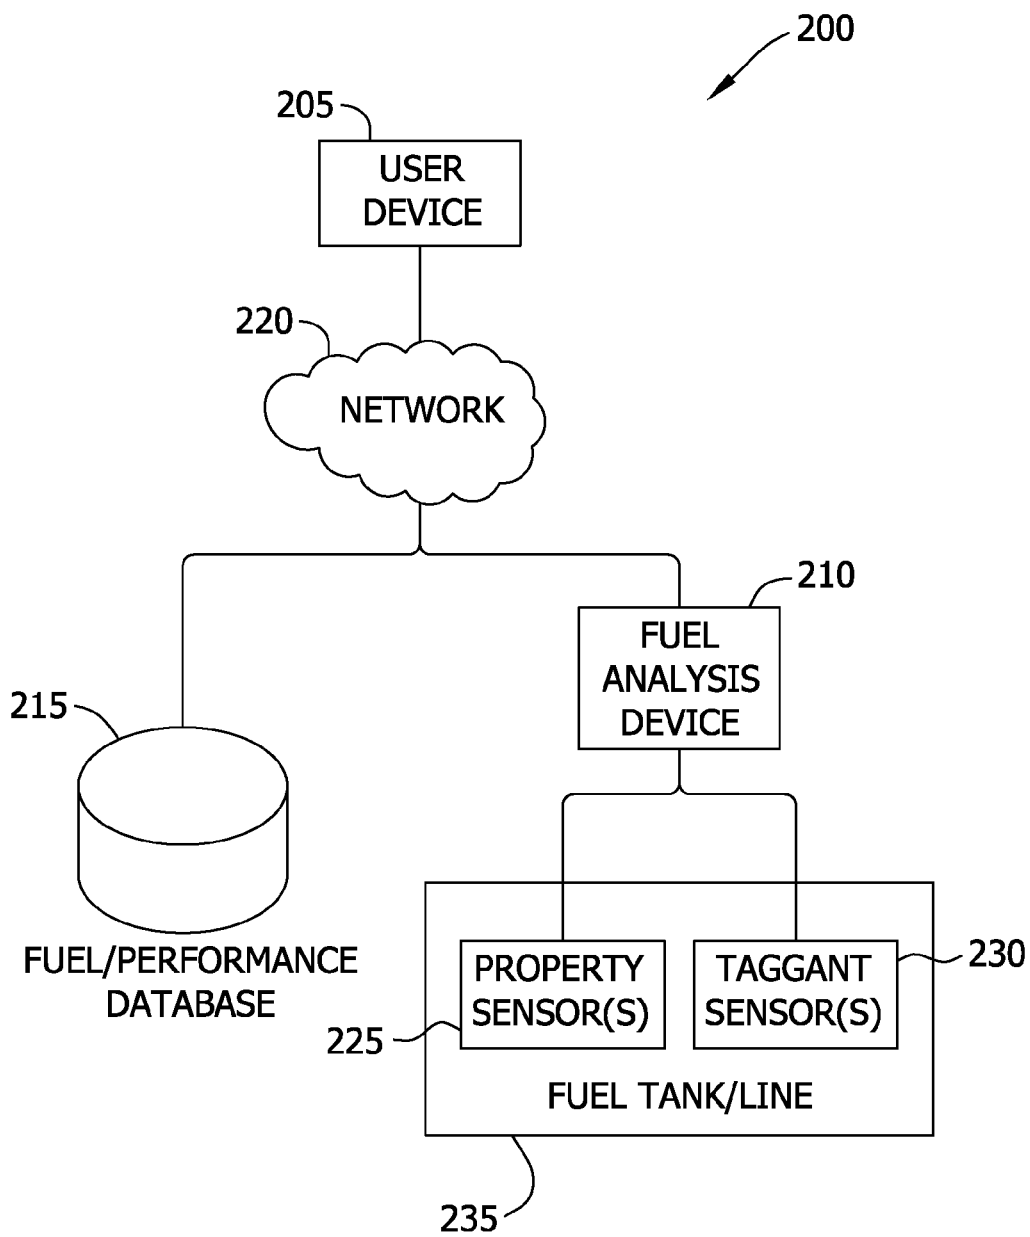 200
205
USER
DEVICE
220
NETWORK
210
FUEL
ANALYSIS
DEVICE
215
FUEL/PERFORMANCE
DATABASE
PROPERTY
SENSOR(S)
TAGGANT
SENSOR(S)
230
225
FUEL TANK/LINE
235